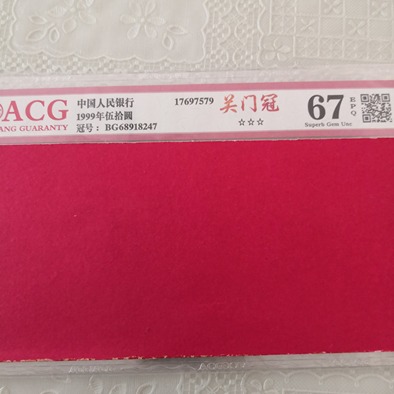 ACG
ANG GUARANTY
中国人民银行
1999年伍拾圆
冠号：BG68918247
17697579
关门冠
☆☆☆
67
EPQ
Superb Gem Unc